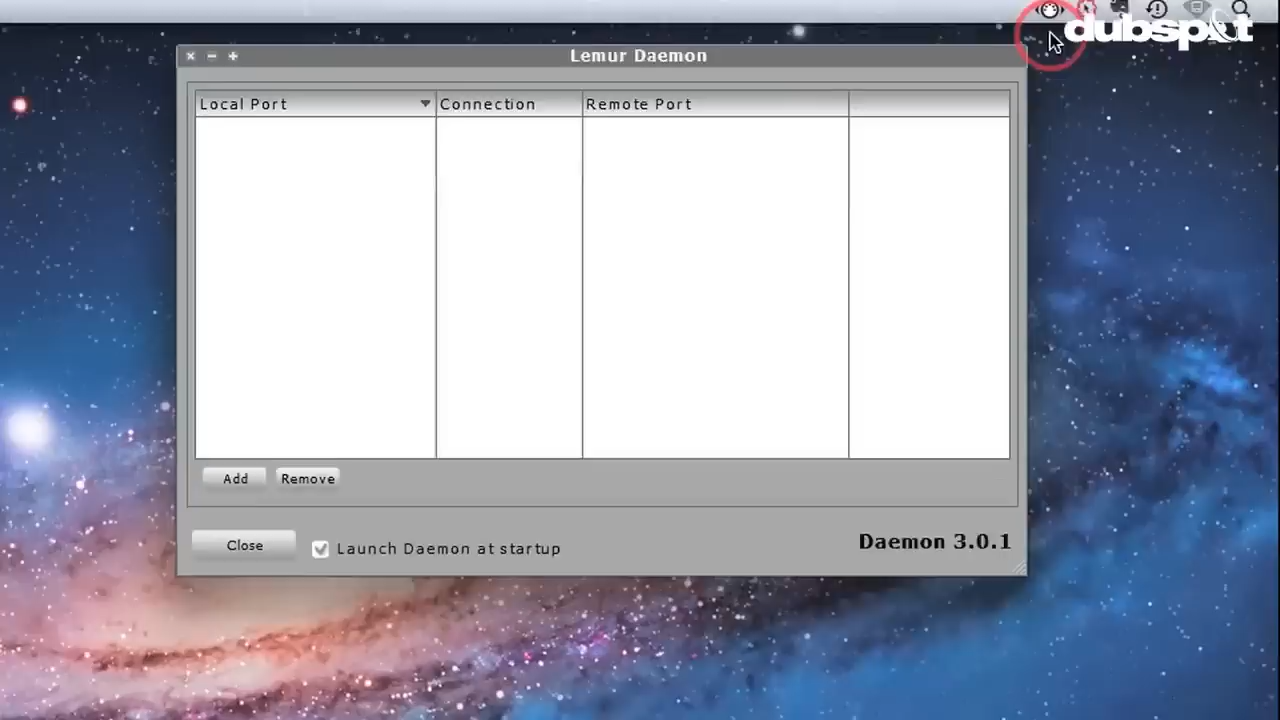 dubspot
Lemur Daemon
Local Port Connection Remote Port
Add Remove
Close Launch Daemon at startup Daemon 3.0.1